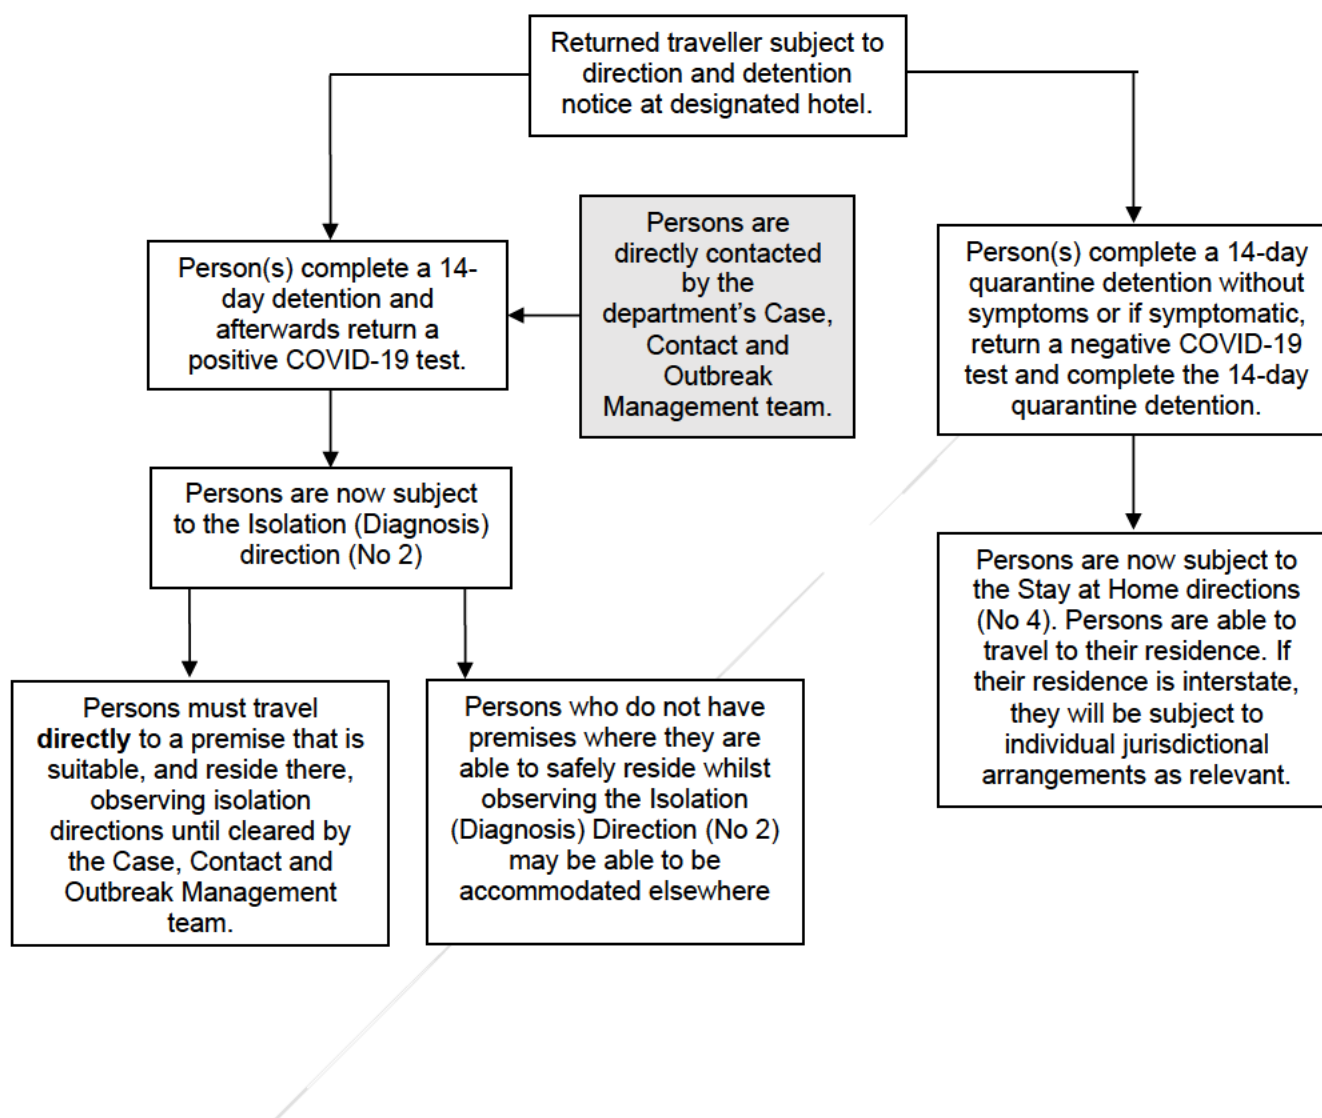 Returned traveller subject to
direction and detention
notice at designated hotel.
Persons are
directly contacted
by the
department's Case,
Contact and
Outbreak
Management team.
Person(s) complete a 14-
day detention and
afterwards return a
positive COVID-19 test.
Person(s) complete a 14-day
quarantine detention without
symptoms or if symptomatic,
return a negative COVID-19
test and complete the 14-day
quarantine detention.
Persons are now subject
to the Isolation (Diagnosis)
direction (No 2)
Persons are now subject to
the Stay at Home directions
(No 4). Persons are able to
travel to their residence. If
their residence is interstate,
they will be subject to
individual jurisdictional
arrangements as relevant.
Persons must travel
directly to a premise that is
suitable, and reside there,
observing isolation
directions until cleared by
the Case, Contact and
Outbreak Management
team.
Persons who do not have
premises where they are
able to safely reside whilst
observing the Isolation
(Diagnosis) Direction (No 2)
may be able to be
accommodated elsewhere